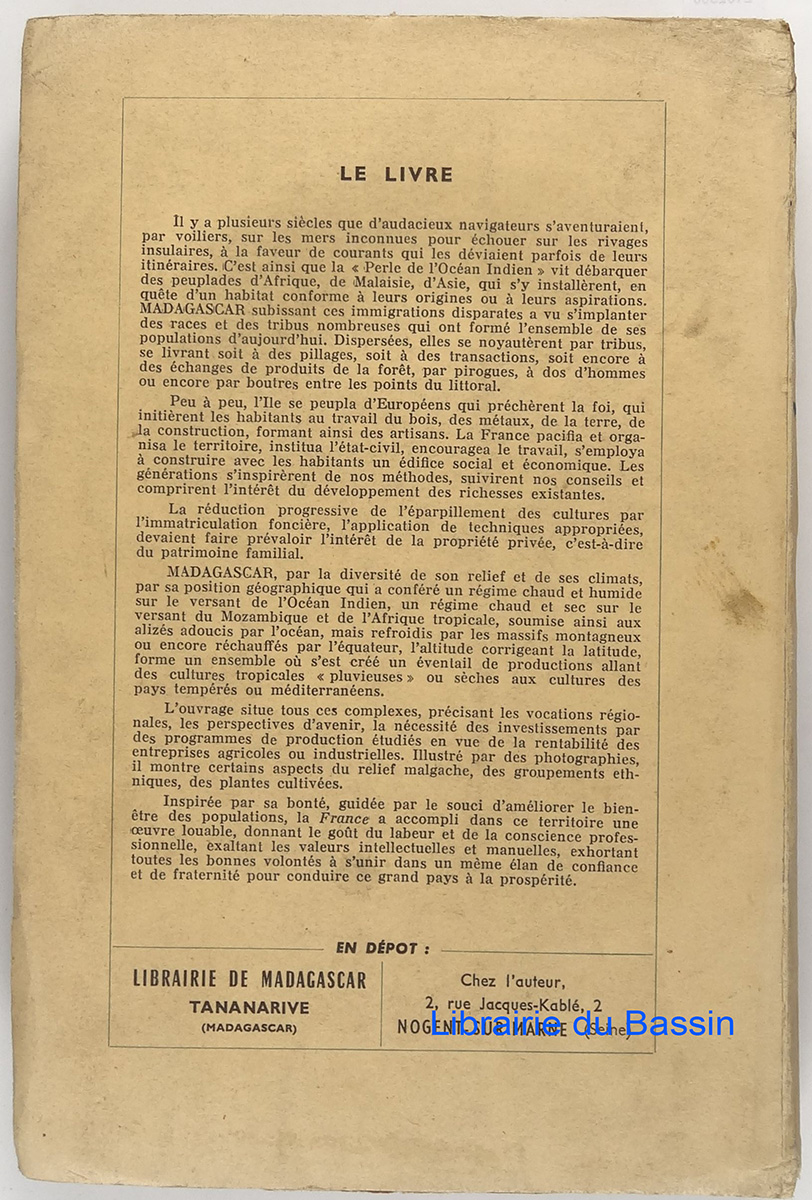 LE LIVRE
Il y a plusieurs siècles que d'audacieux navigateurs s'aventuraient,
par voiliers, sur les mers inconnues pour échouer sur les rivages
insulaires, à la faveur de courants qui les déviaient parfois de leurs
itinéraires. C'est ainsi que la « Perle de l'Océan Indien » vit débarquer
des peuplades d'Afrique, de Malaisie, d'Asie, qui s'y installèrent, en
quête d'un habitat conforme à leurs origines ou à leurs aspirations.
MADAGASCAR subissant ces immigrations disparates a vu s'implanter
des races et des tribus nombreuses qui ont formé l'ensemble de ses
populations d'aujourd'hui. Dispersées, elles se noyautèrent par tribus,
se livrant soit à des pillages, soit à des transactions, soit encore à
des échanges de produits de la forêt, par pirogues, à dos d'hommes
ou encore par boutres entre les points du littoral.
Peu à peu, l'Ile se peupla d'Européens qui préchèrent la foi, qui
initièrent les habitants au travail du bois, des métaux, de la terre, de
la construction, formant ainsi des artisans. La France pacifia et orga-
nisa le territoire, institua l'état-civil, encouragea le travail, s'employa
à construire avec les habitants un édifice social et économique. Les
générations s'inspirèrent de nos méthodes, suivirent nos conseils et
comprirent l'intérêt du développement des richesses existantes.
La réduction progressive de l'éparpillement des cultures par
l'immatriculation foncière, l'application de techniques appropriées,
devaient faire prévaloir l'intérêt de la propriété privée, c'est-à-dire
du patrimoine familial.
MADAGASCAR, par la diversité de son relief et de ses climats,
par sa position géographique qui a conféré un régime chaud et humide
sur le versant de l'Océan Indien, un régime chaud et sec sur le
versant du Mozambique et de l'Afrique tropicale, soumise ainsi aux
alizés adoucis par l'océan, mais refroidis par les massifs montagneux
ou encore réchauffés par l'équateur, l'altitude corrigeant la latitude,
forme un ensemble où s'est créé un éventail de productions allant
des cultures tropicales « pluvieuses » ou sèches aux cultures des
pays tempérés ou méditerranéens.
L'ouvrage situe tous ces complexes, précisant les vocations régio-
nales, les perspectives d'avenir, la nécessité des investissements par
des programmes de production étudiés en vue de la rentabilité des
entreprises agricoles ou industrielles. Illustré par des photographies,
il montre certains aspects du relief malgache, des groupements eth-
niques, des plantes cultivées.
Inspirée par sa bonté, guidée par le souci d'améliorer le bien-
être des populations, la France a accompli dans ce territoire une
œuvre louable, donnant le goût du labeur et de la conscience profes-
sionnelle, exaltant les valeurs intellectuelles et manuelles, exhortant
toutes les bonnes volontés à s'unir dans un même élan de confiance
et de fraternité pour conduire ce grand pays à la prospérité.
EN DÉPOT :
LIBRAIRIE DE MADAGASCAR
TANANARIVE
(MADAGASCAR)
Chez l'auteur,
2, rue Jacques-Kablé, 2
NOGENT-SUR-MARNE (Seine)
Librairie du Bassin